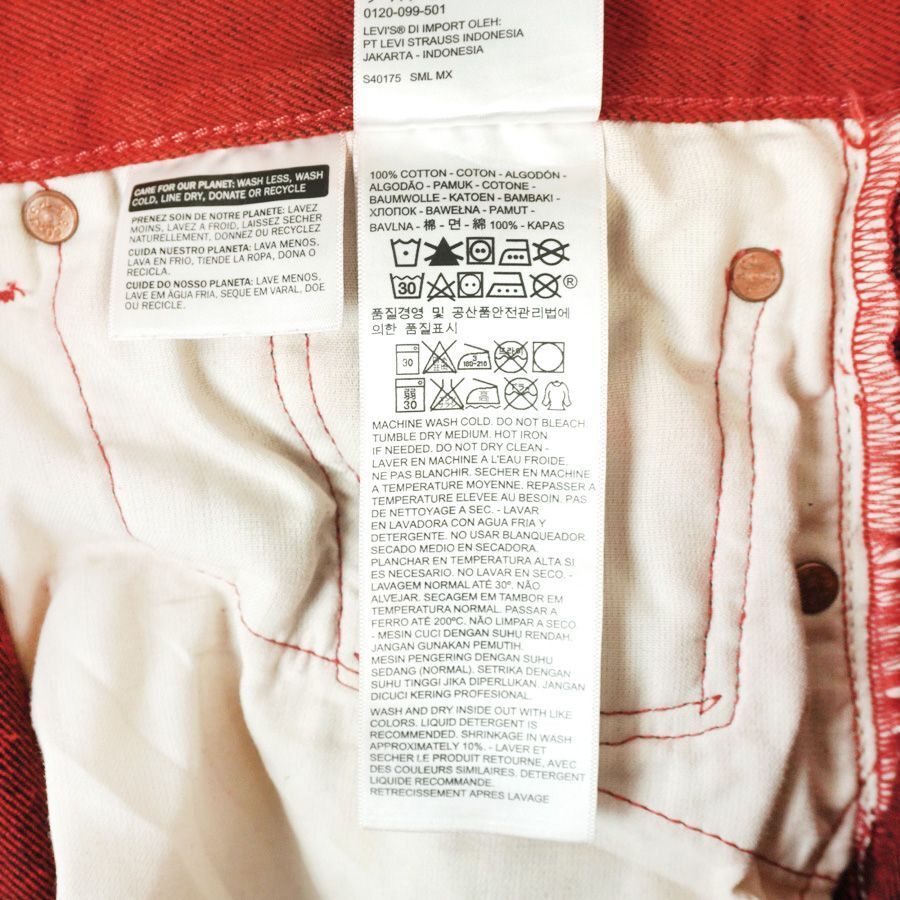 0120-099-501
LEVI'S® DI IMPORT OLEH:
PT LEVI STRAUSS INDONESIA
JAKARTA - INDONESIA
S40175 SML MX
CARE FOR OUR PLANET: WASH LESS, WASH
COLD, LINE DRY, DONATE OR RECYCLE
PRENEZ SOIN DE NOTRE PLANETE: LAVEZ
MOINS, LAVEZ A FROID, LAISSEZ SECHER
NATURELLEMENT, DONNEZ OU RECYCLEZ
CUIDA NUESTRO PLANETA: LAVA MENOS,
LAVA EN FRIO, TIENDE LA ROPA, DONA O
RECICLA.
CUIDE DO NOSSO PLANETA: LAVE MENOS,
LAVE EM ÁGUA FRIA, SEQUE EM VARAL, DOE
OU RECICLE.
100% COTTON - COTON - ALGODÓN -
ALGODÃO - PAMUK - COTONE -
BAUMWOLLE - KATOEN - BAMBAKI -
ХЛОПОК - BAWEŁNA - PAMUT -
BAVLNA - 棉 - 면 - 綿 100% - KAPAS
30 ®
품질경영 및 공산품안전관리법에
의한 품질표시
30 3 180-210 드라이
30
MACHINE WASH COLD. DO NOT BLEACH
TUMBLE DRY MEDIUM. HOT IRON
IF NEEDED. DO NOT DRY CLEAN -
LAVER EN MACHINE A L'EAU FROIDE.
NE PAS BLANCHIR. SECHER EN MACHINE
A TEMPERATURE MOYENNE. REPASSER A
TEMPERATURE ELEVEE AU BESOIN. PAS
DE NETTOYAGE A SEC. - LAVAR
EN LAVADORA CON AGUA FRIA Y
DETERGENTE. NO USAR BLANQUEADOR.
SECADO MEDIO EN SECADORA.
PLANCHAR EN TEMPERATURA ALTA SI
ES NECESARIO. NO LAVAR EN SECO. -
LAVAGEM NORMAL ATÉ 30º. NÃO
ALVEJAR. SECAGEM EM TAMBOR EM
TEMPERATURA NORMAL. PASSAR A
FERRO ATÉ 200ºC. NÃO LIMPAR A SECO.
- MESIN CUCI DENGAN SUHU RENDAH.
JANGAN GUNAKAN PEMUTIH.
MESIN PENGERING DENGAN SUHU
SEDANG (NORMAL). SETRIKA DENGAN
SUHU TINGGI JIKA DIPERLUKAN. JANGAN
DICUCI KERING PROFESIONAL.
WASH AND DRY INSIDE OUT WITH LIKE
COLORS. LIQUID DETERGENT IS
RECOMMENDED. SHRINKAGE IN WASH
APPROXIMATELY 10%. - LAVER ET
SECHER LE PRODUIT RETOURNE, AVEC
DES COULEURS SIMILAIRES. DETERGENT
LIQUIDE RECOMMANDE.
RETRECISSEMENT APRES LAVAGE